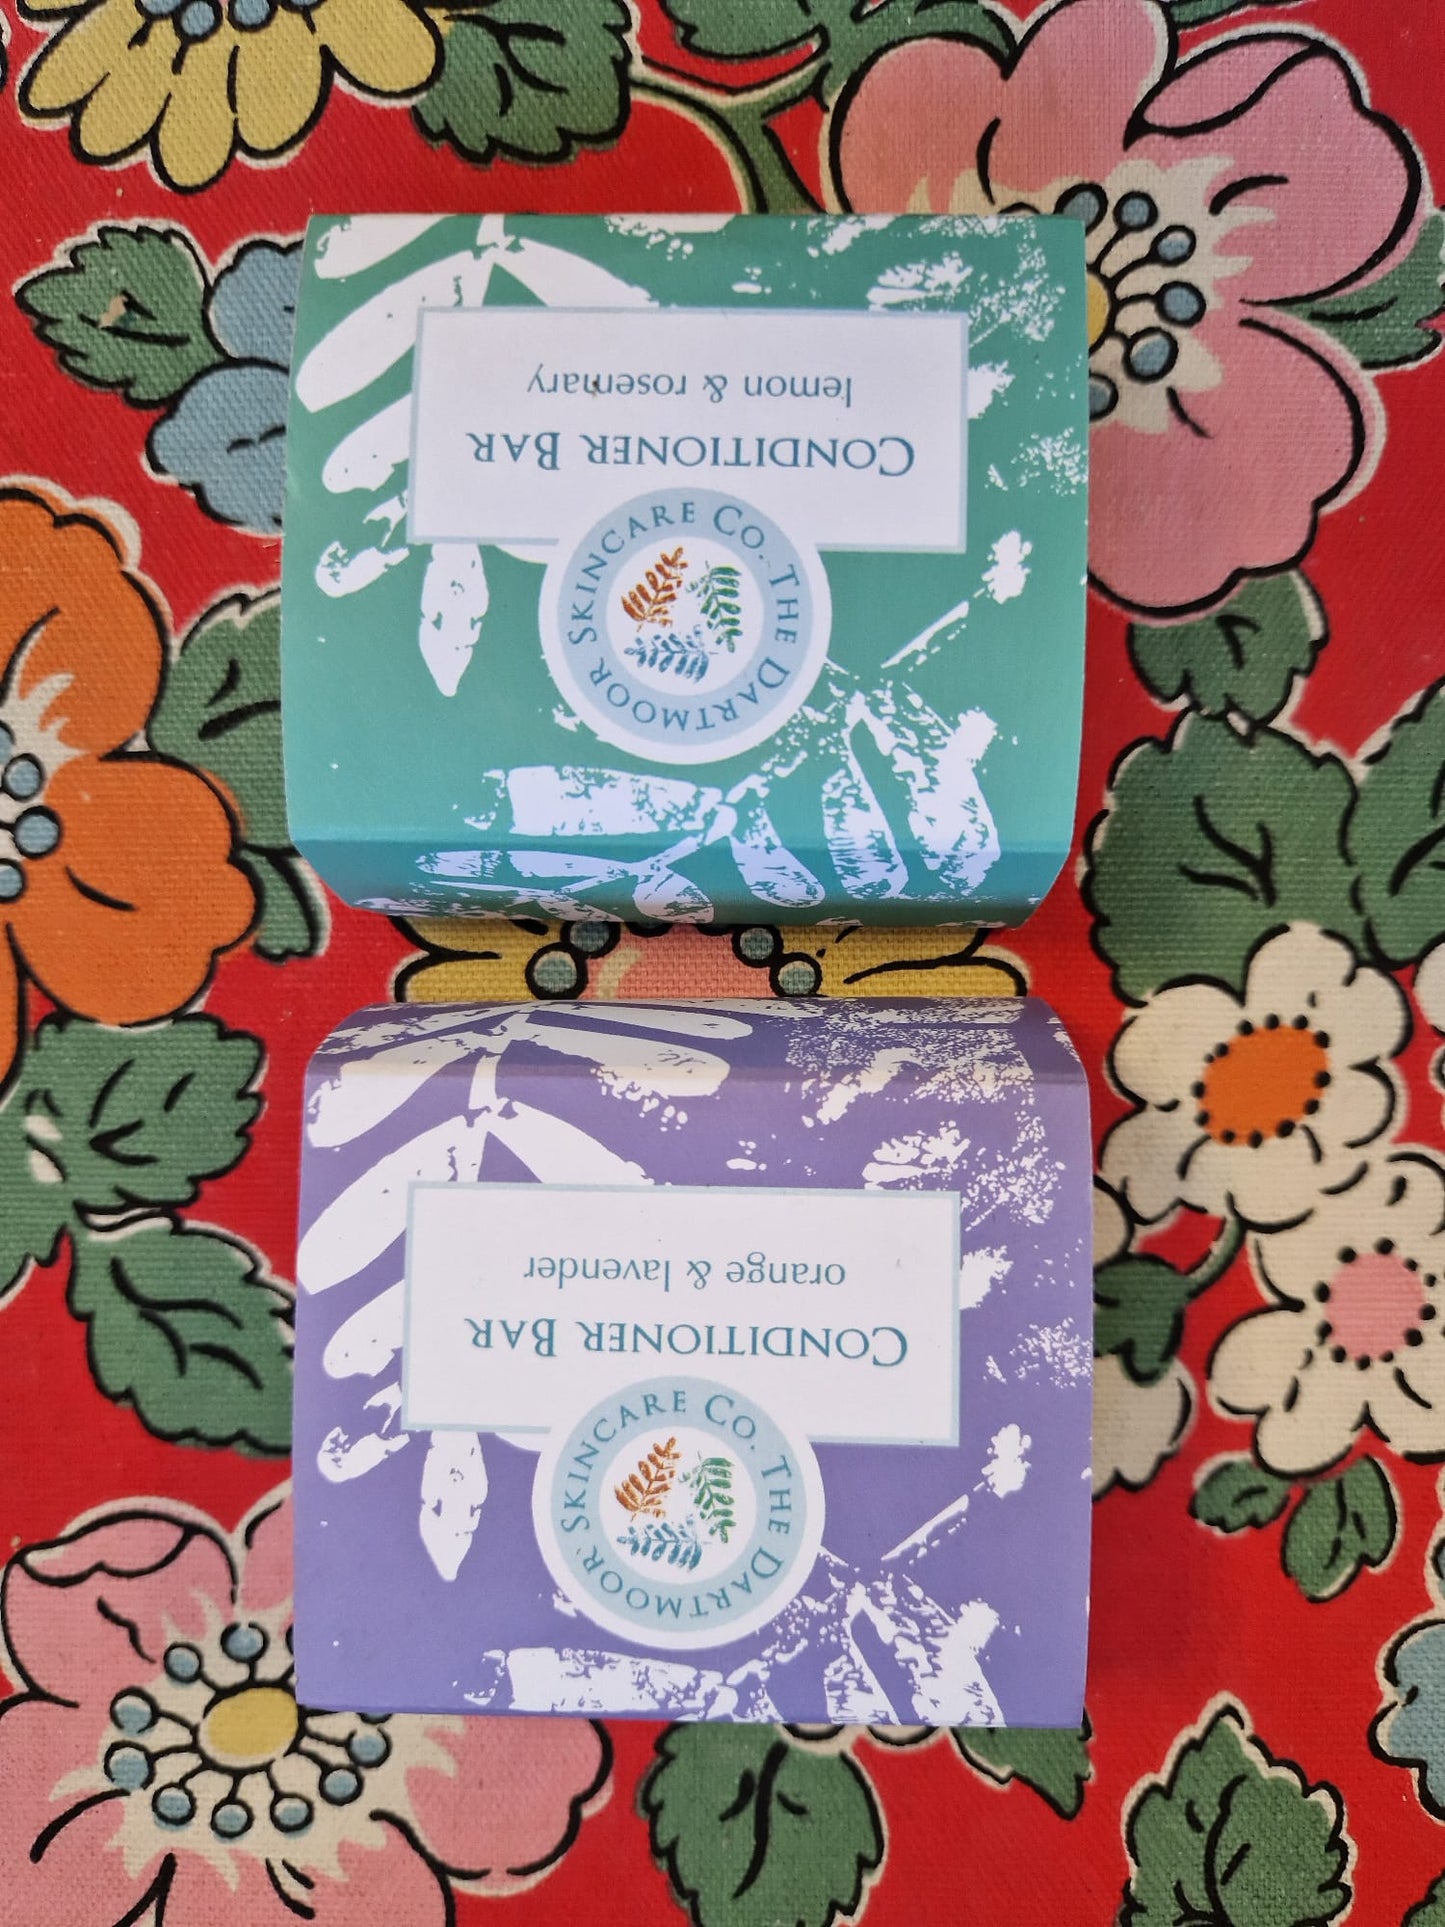 THE DARTMOOR SKINCARE CO.
CONDITIONER BAR
lemon & rosemary
THE DARTMOOR SKINCARE CO.
CONDITIONER BAR
orange & lavender